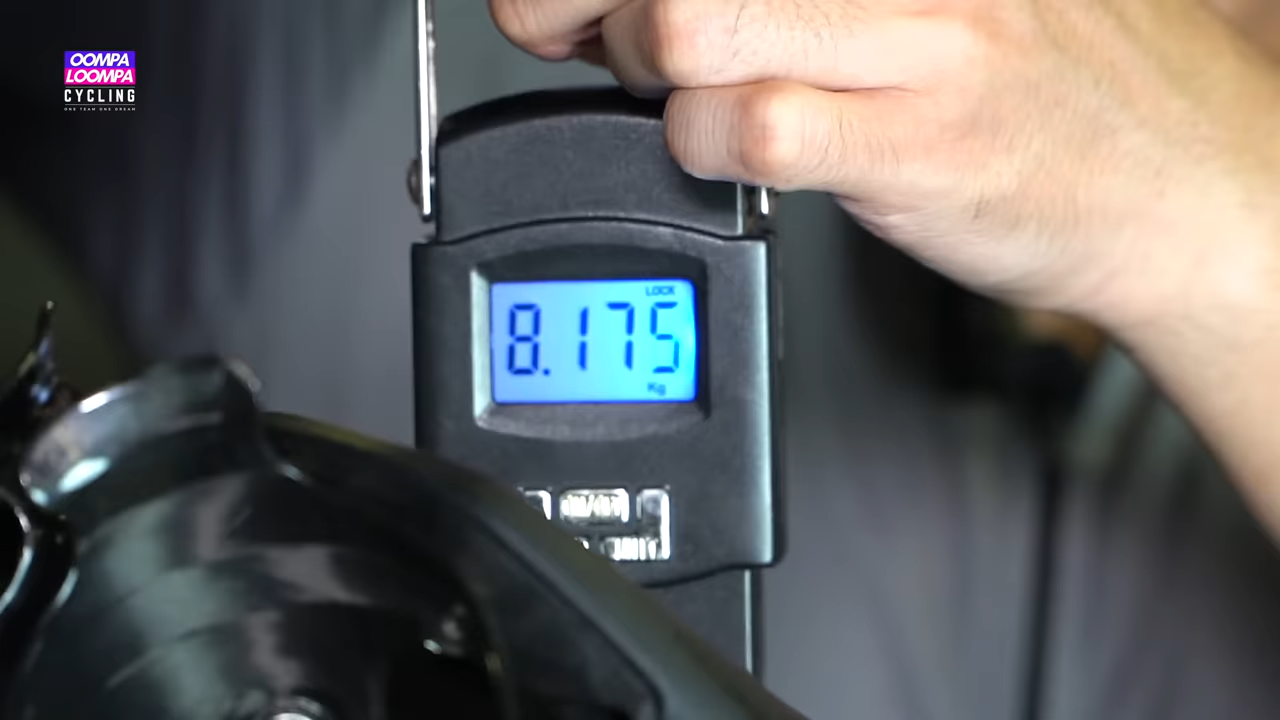 OOMPA
LOOMPA
CYCLING
ONE TEAM ONE DREAM
LOCK
8.175
Kg